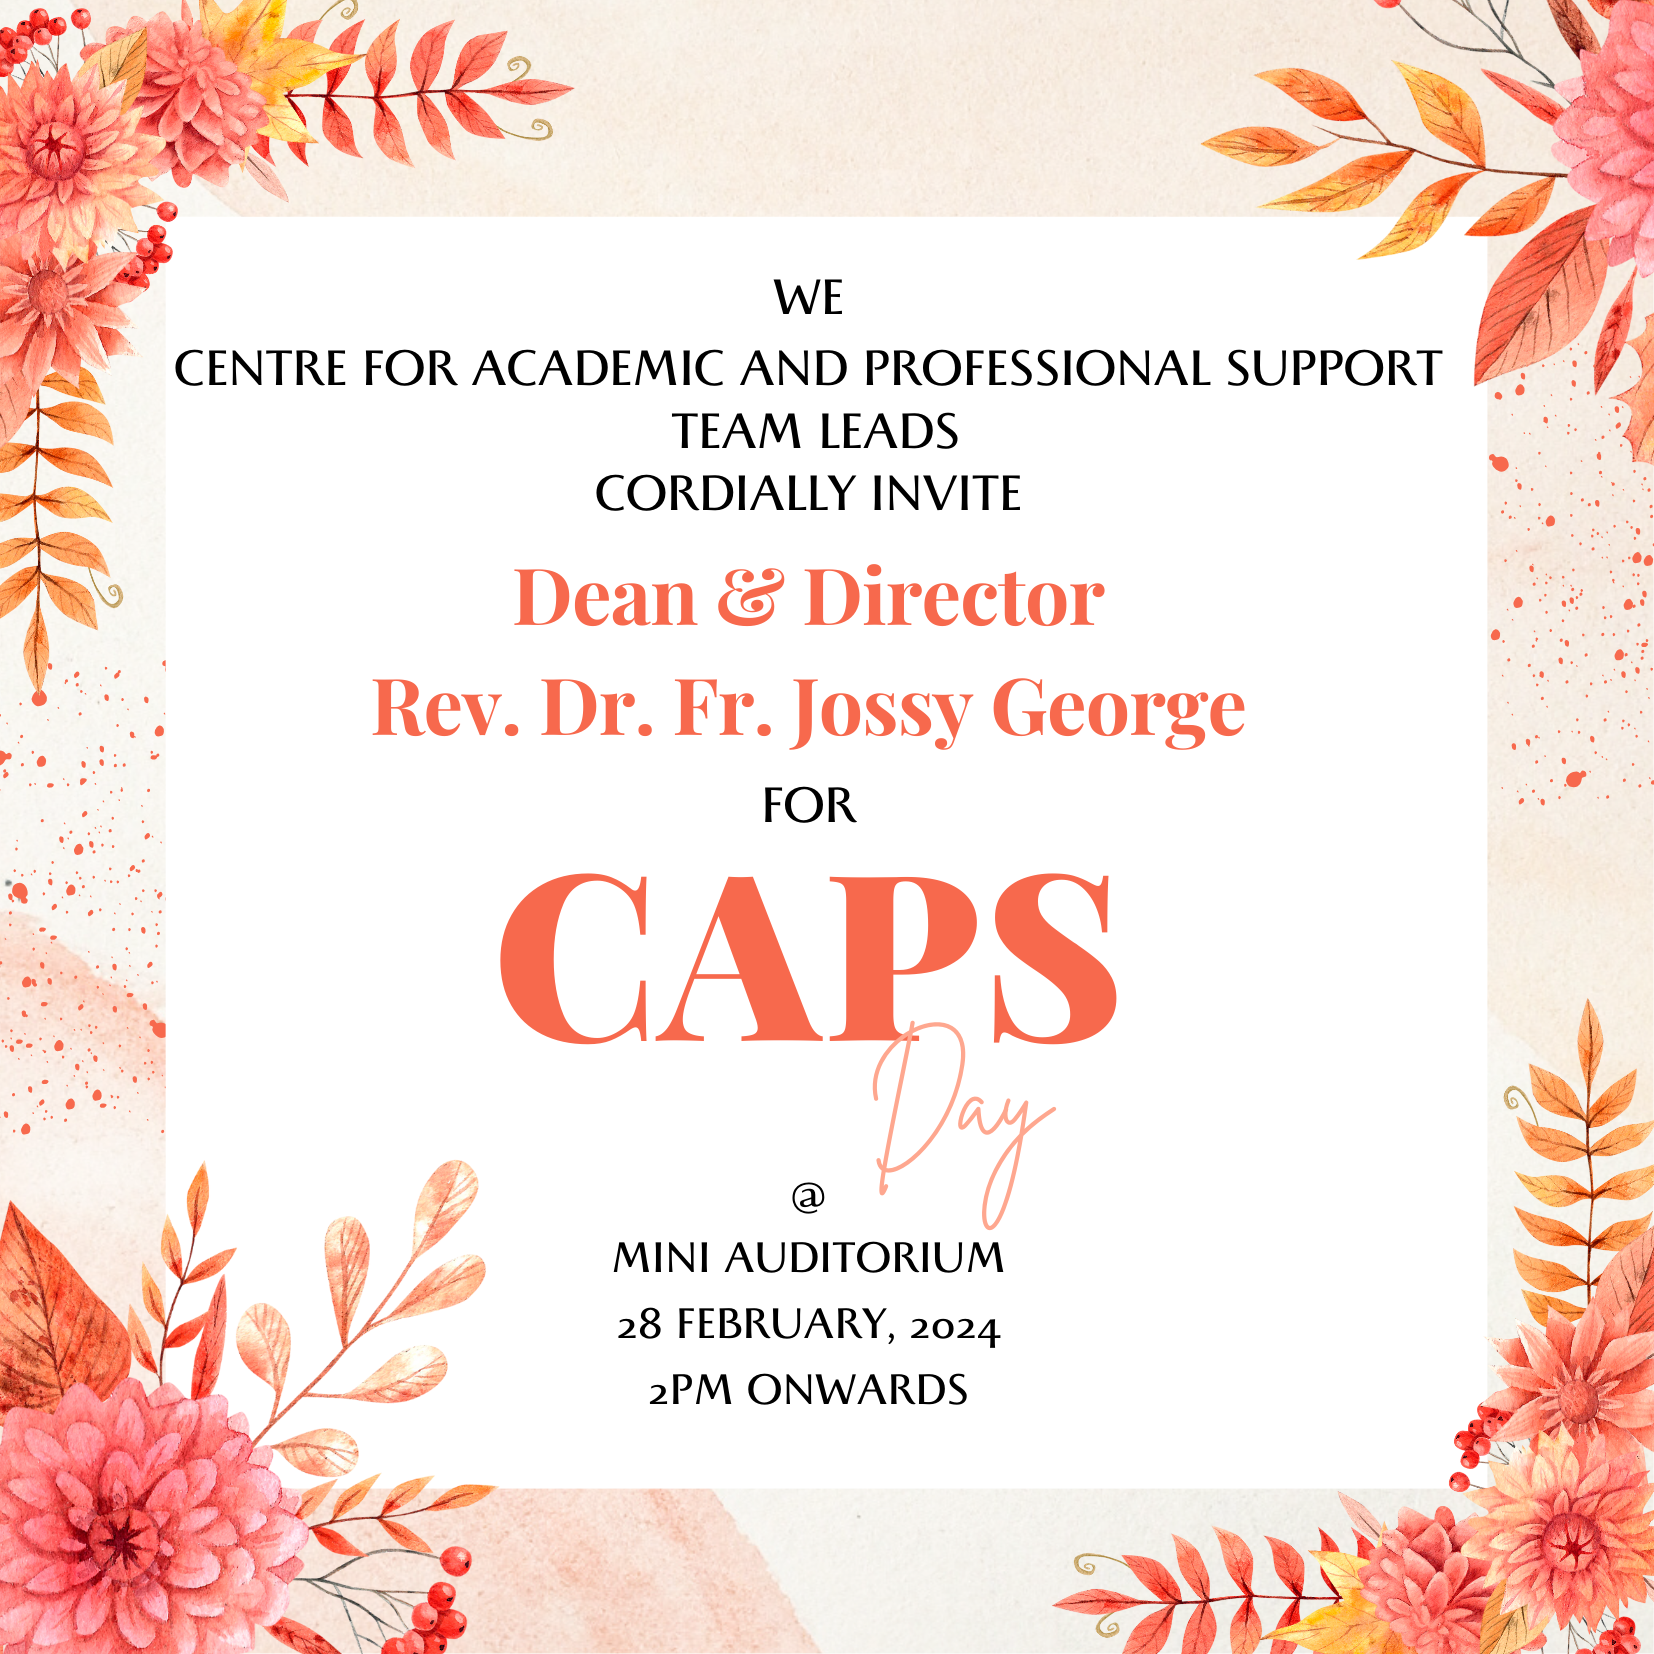 WE
CENTRE FOR ACADEMIC AND PROFESSIONAL SUPPORT
TEAM LEADS
CORDIALLY INVITE
Dean & Director
Rev. Dr. Fr. Jossy George
FOR
CAPS
Day
@
MINI AUDITORIUM
28 FEBRUARY, 2024
2PM ONWARDS